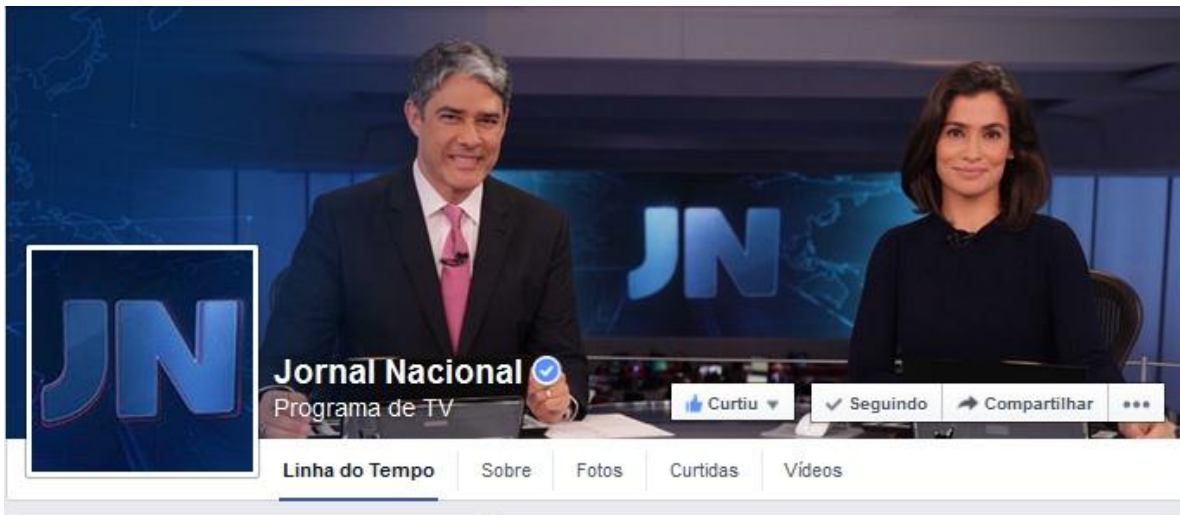 JN
JN
Jornal Nacional
Programa de TV
Curtiu
Seguindo
Compartilhar
Linha do Tempo
Sobre
Fotos
Curtidas
Vídeos